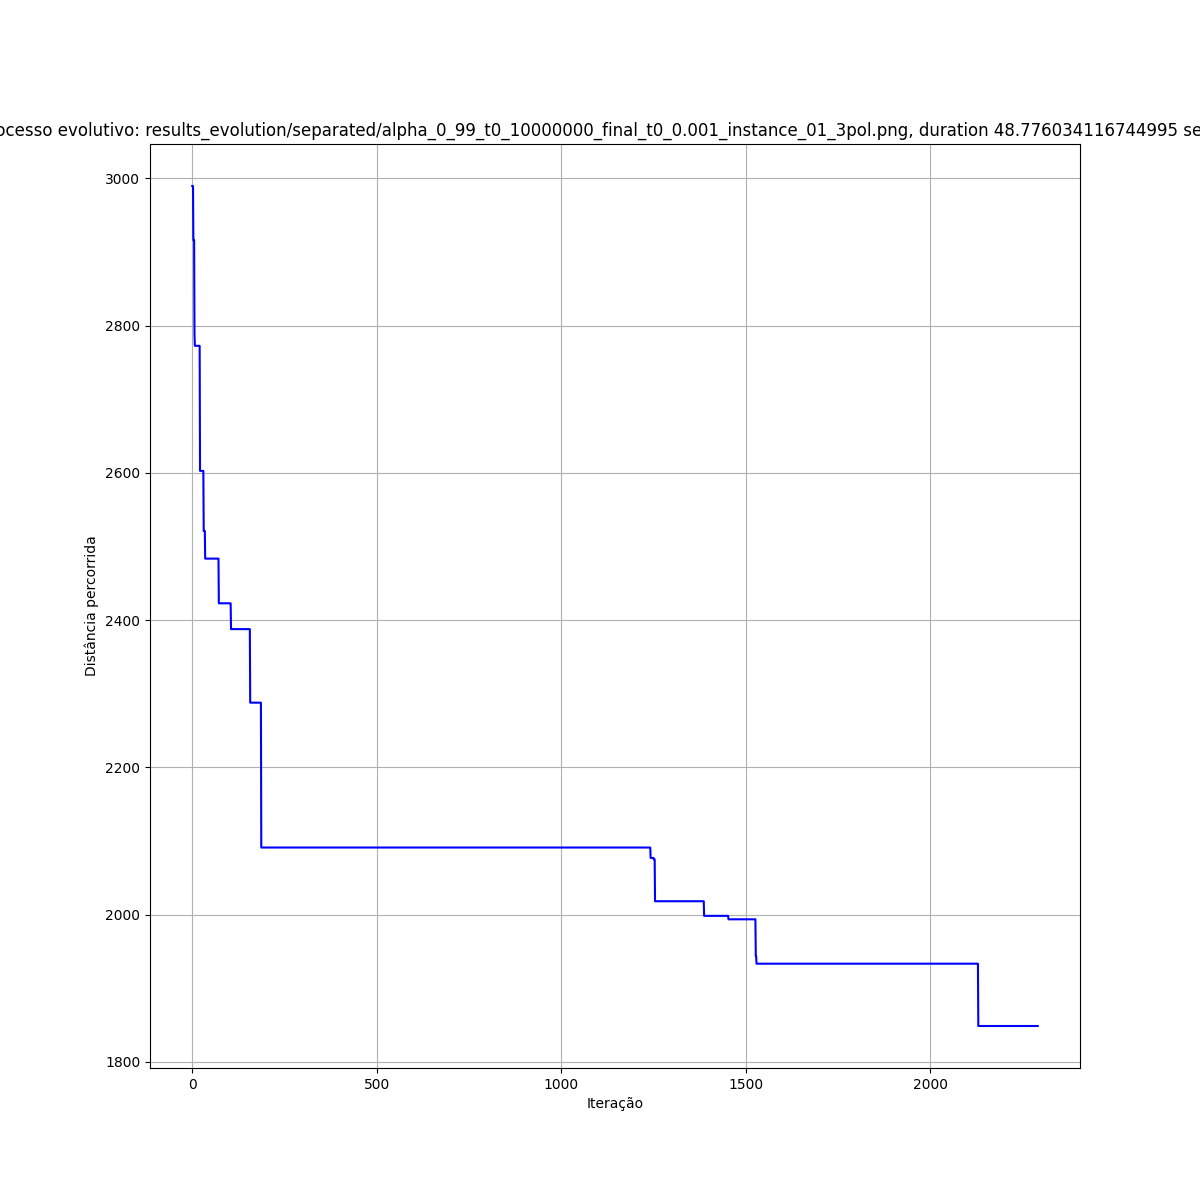 ocesso evolutivo: results_evolution/separated/alpha_0_99_t0_10000000_final_t0_0.001_instance_01_3pol.png, duration 48.776034116744995 se
3000
2800
2600
2400
2200
2000
1800
Distância percorrida
0 500 1000 1500 2000
Iteração